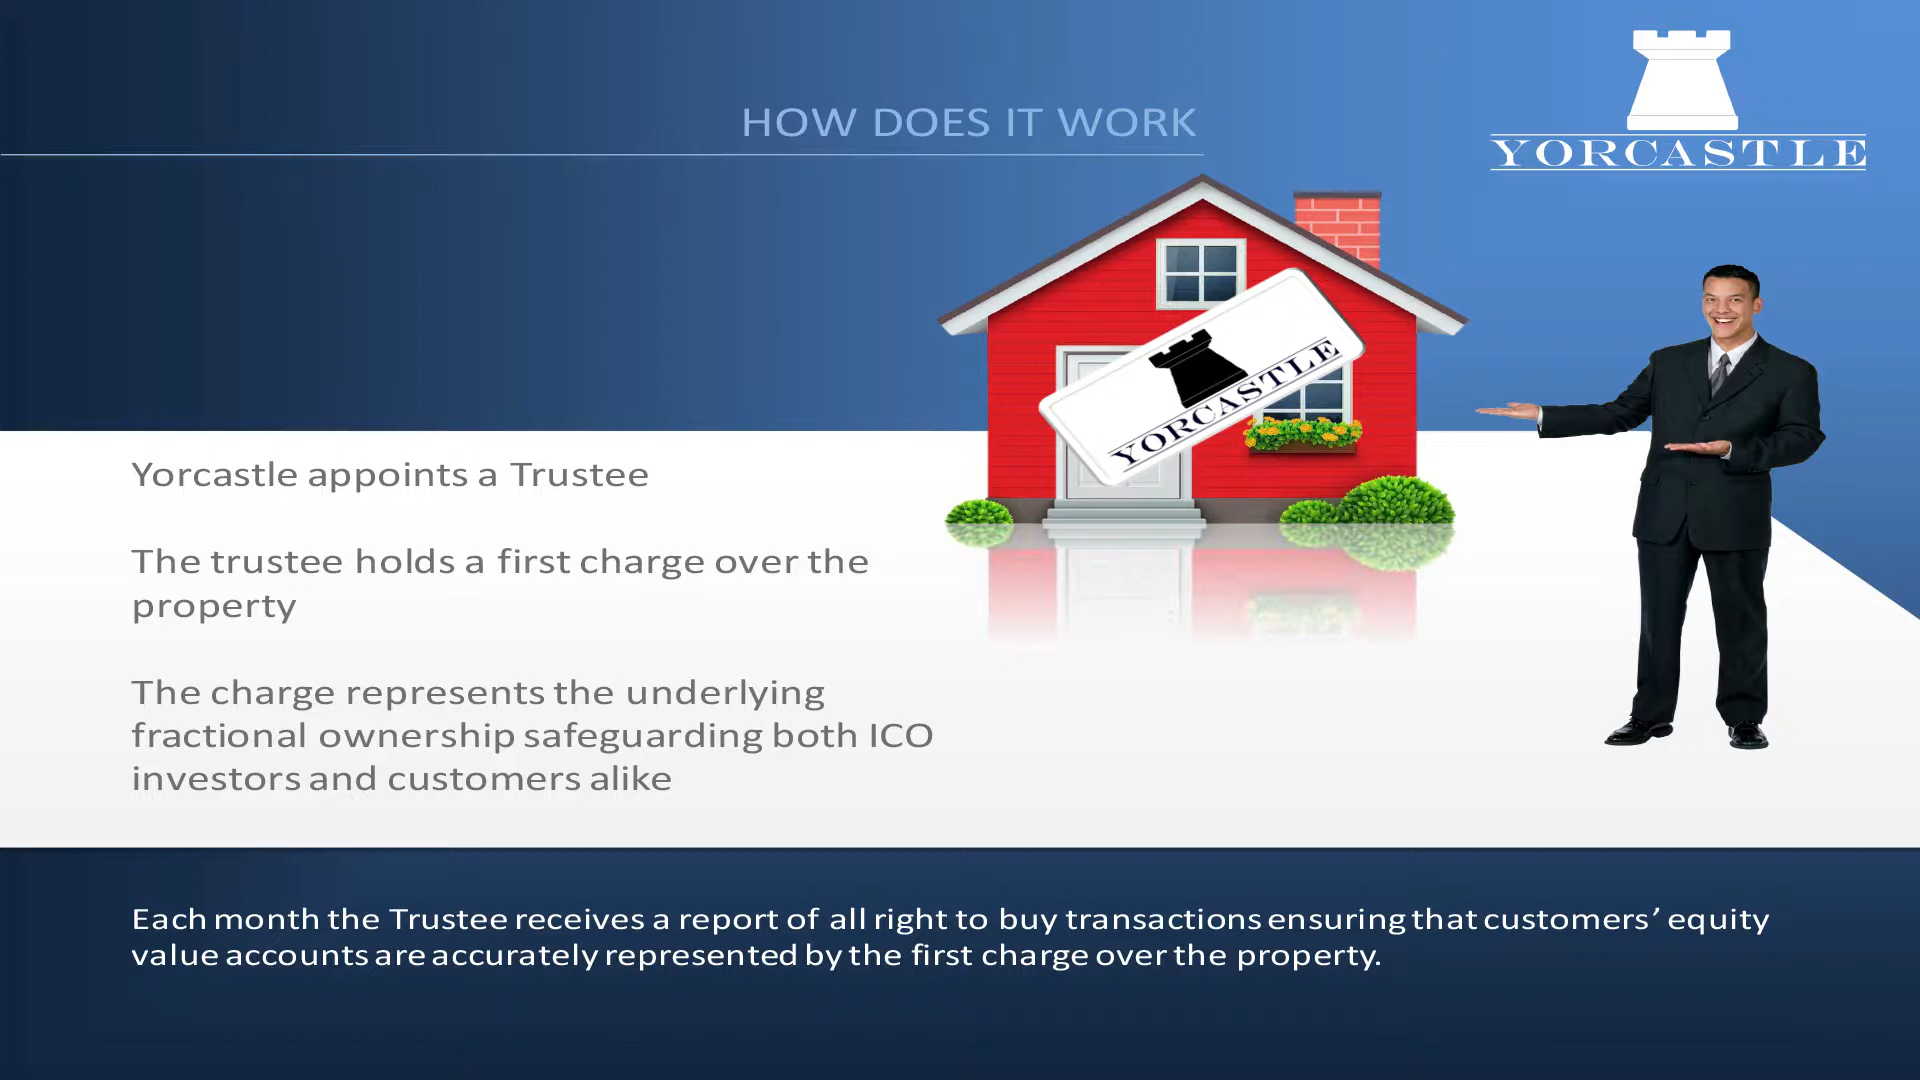 HOW DOES IT WORK
YORCASTLE
YORCASTLE
Yorcastle appoints a Trustee
The trustee holds a first charge over the
property
The charge represents the underlying
fractional ownership safeguarding both ICO
investors and customers alike
Each month the Trustee receives a report of all right to buy transactions ensuring that customers’ equity
value accounts are accurately represented by the first charge over the property.